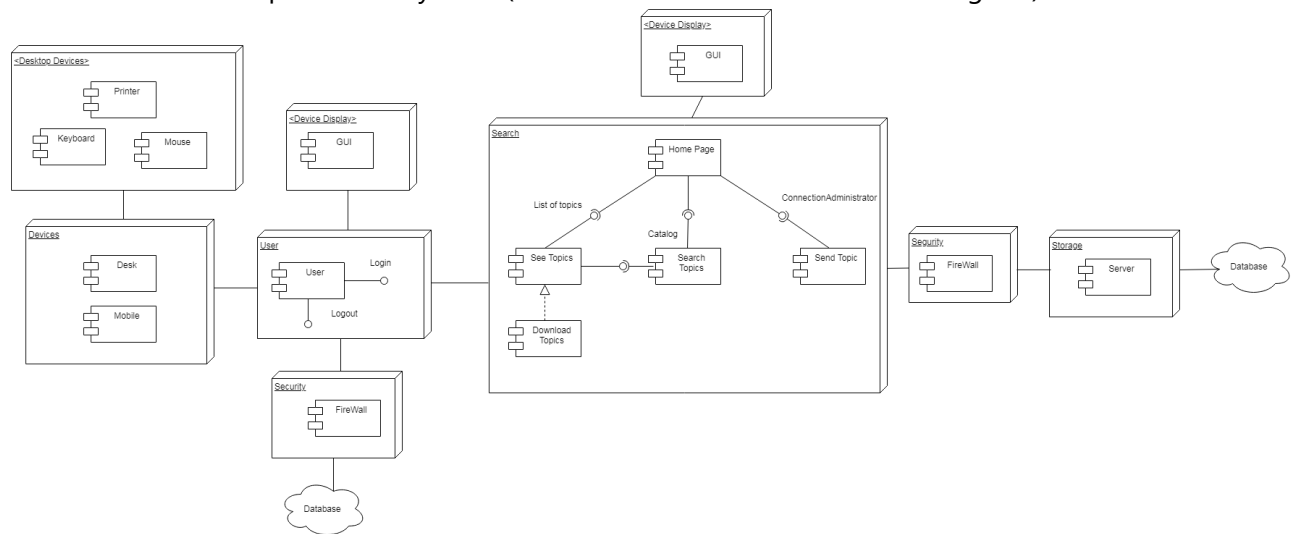 <Device Display>
GUI
<Desktop Devices>
Printer
Keyboard
Mouse
<Device Display>
GUI
Search
Home Page
List of topics
ConnectionAdministrator
Catalog
See Topics
Search
Topics
Send Topic
Download
Topics
Devices
Desk
Mobile
User
User
Login
Logout
Segurity
FireWall
Storage
Server
Database
Security
FireWall
Database